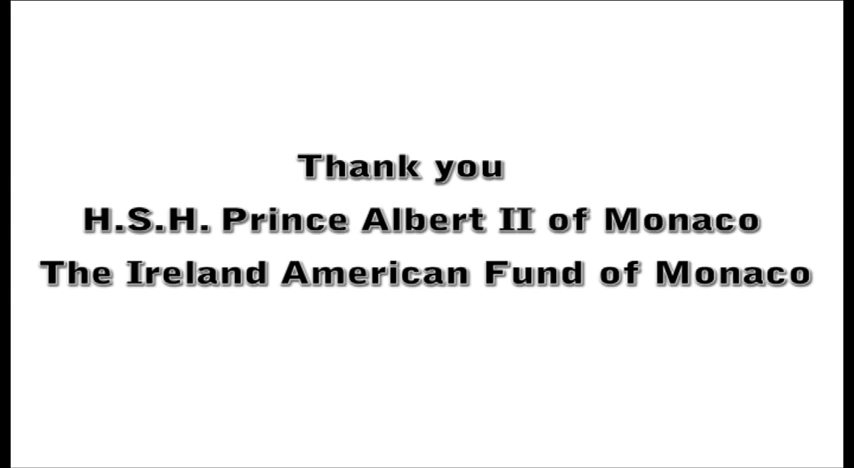 Thank you
H.S.H. Prince Albert II of Monaco
The Ireland American Fund of Monaco